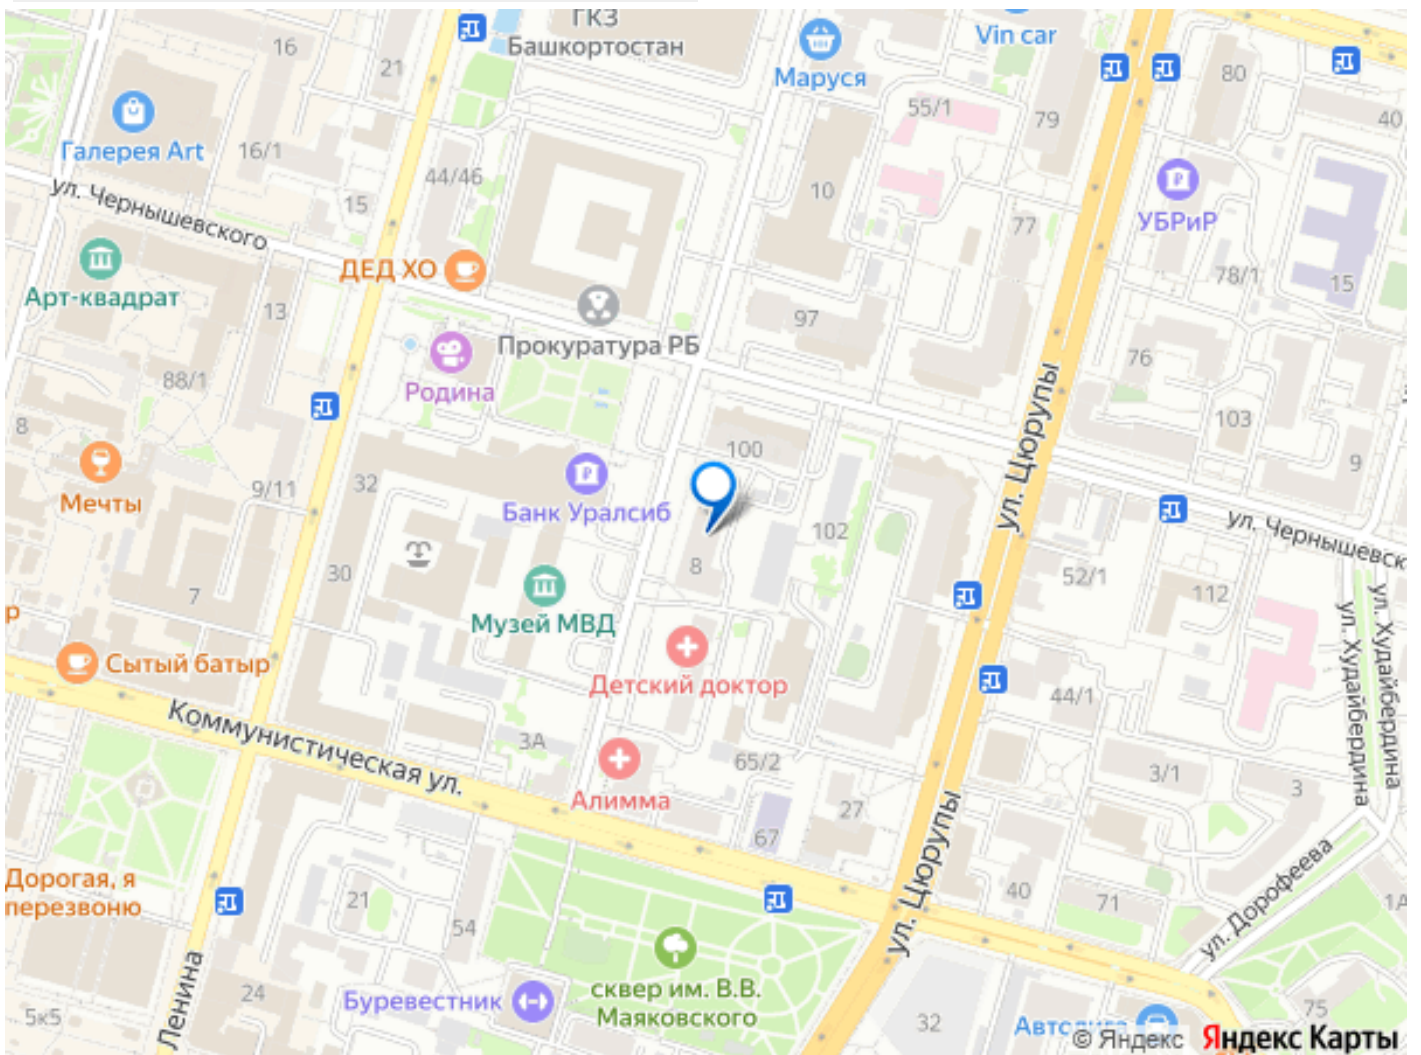 ГКЗ
Башкортостан
Vin car
16
21
Маруся
80
55/1
79
40
Галерея Art
16/1
44/46
10
УБРиР
ул. Чернышевского
15
77
ДЕД ХО
Арт-квадрат
78/1
15
13
97
Прокуратура РБ
76
88/1
Родина
ул. Цюрупы
8
103
100
9
Мечты
9/11
32
Банк Уралсиб
102
ул. Чернышевск
30
8
52/1
7
112
Музей МВД
р
ул. Худайбердина
ул. Худайбердина
Сытый батыр
Детский доктор
44/1
Коммунистическая ул.
3А
65/2
3/1
3
Алимма
67
27
ул. Цюрупы
Дорогая, я
перезвоню
21
54
40
71
ул. Дорофеева
1А
Ленина
24
Буревестник
сквер им. В.В.
Маяковского
5к5
32
75
© Яндекс Яндекс Карты